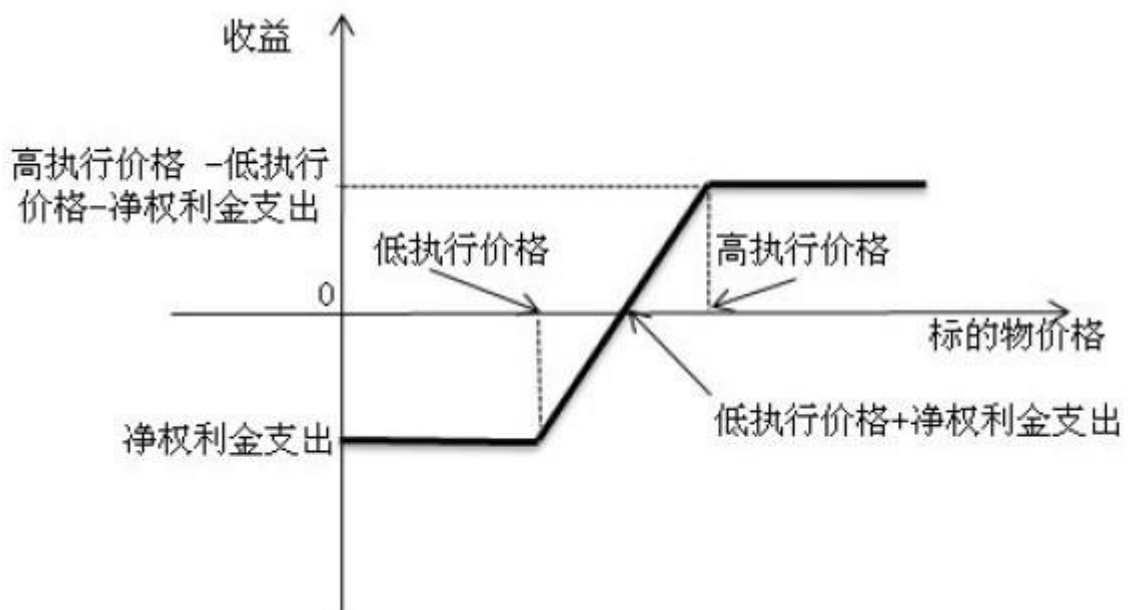 收益
高执行价格 -低执行
价格-净权利金支出
低执行价格
高执行价格
0
标的物价格
低执行价格+净权利金支出
净权利金支出